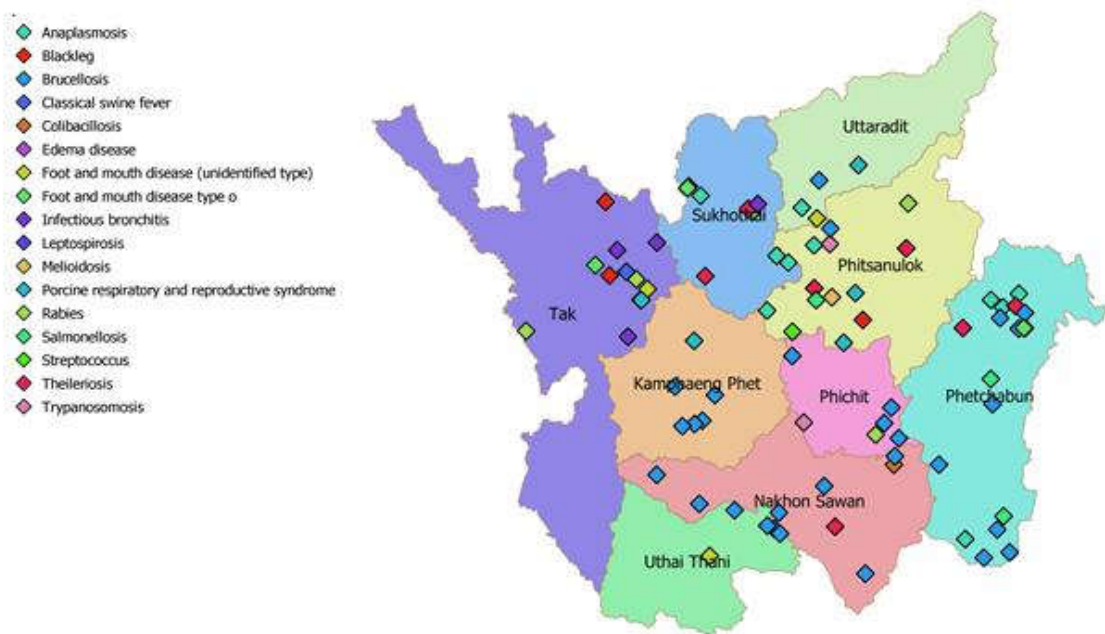 Anaplasmosis
Blackleg
Brucellosis
Classical swine fever
Colibacillosis
Edema disease
Foot and mouth disease (unidentified type)
Foot and mouth disease type o
Infectious bronchitis
Leptospirosis
Melioidosis
Porcine respiratory and reproductive syndrome
Rabies
Salmonellosis
Streptococcus
Theileriosis
Trypanosomosis
Uttaradit
Sukhothai
Phitsanulok
Tak
Kamphaeng Phet
Phichit
Phetchabun
Nakhon Sawan
Uthai Thani